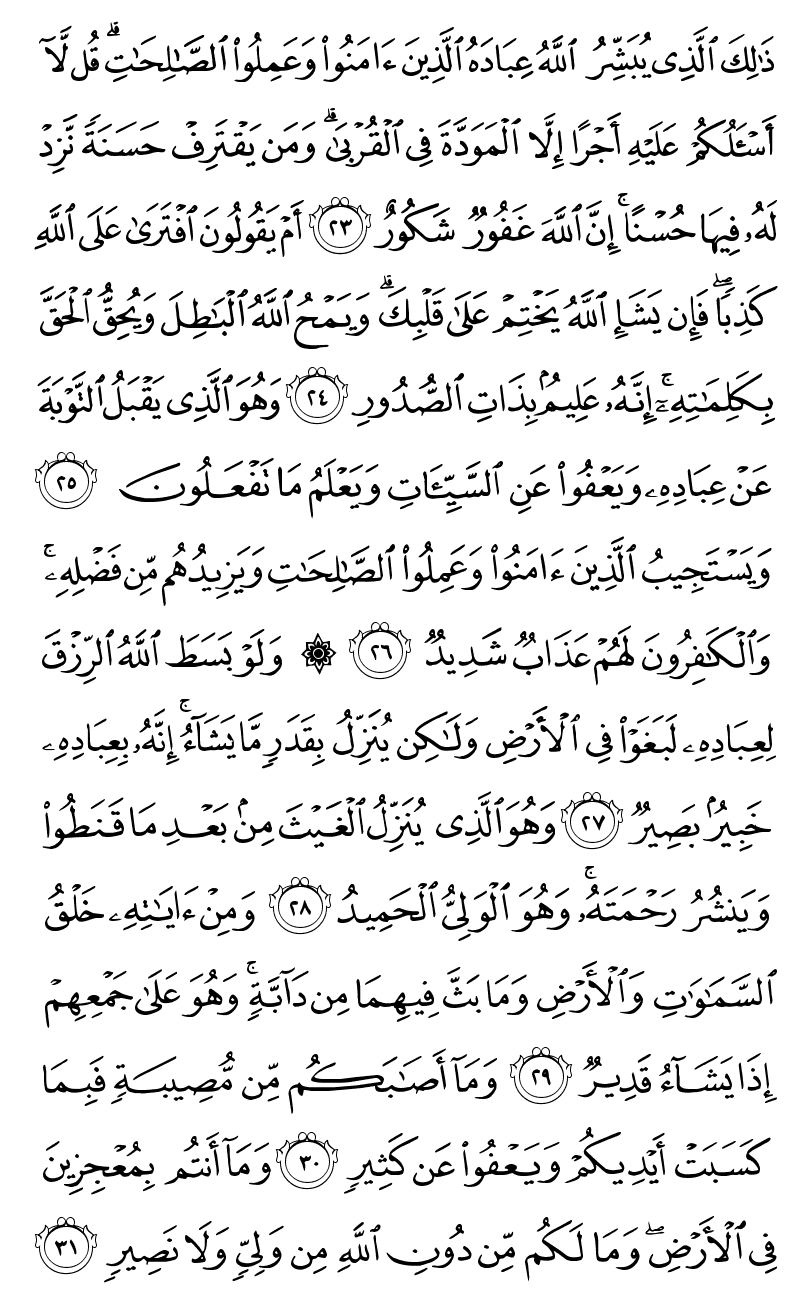 ذَٰلِكَ ٱلَّذِى يُبَشِّرُ ٱللَّهُ عِبَادَهُ ٱلَّذِينَ ءَامَنُوا۟ وَعَمِلُوا۟ ٱلصَّـٰلِحَـٰتِ ۗ قُل لَّآ
أَسْـَٔلُكُمْ عَلَيْهِ أَجْرًا إِلَّا ٱلْمَوَدَّةَ فِى ٱلْقُرْبَىٰ ۗ وَمَن يَقْتَرِفْ حَسَنَةً نَّزِدْ
لَهُۥ فِيهَا حُسْنًا ۚ إِنَّ ٱللَّهَ غَفُورٌ شَكُورٌ ٢٣ أَمْ يَقُولُونَ ٱفْتَرَىٰ عَلَى ٱللَّهِ
كَذِبًا ۖ فَإِن يَشَإِ ٱللَّهُ يَخْتِمْ عَلَىٰ قَلْبِكَ ۗ وَيَمْحُ ٱللَّهُ ٱلْبَـٰطِلَ وَيُحِقُّ ٱلْحَقَّ
بِكَلِمَـٰتِهِۦٓ ۚ إِنَّهُۥ عَلِيمٌۢ بِذَاتِ ٱلصُّدُورِ ٢٤ وَهُوَ ٱلَّذِى يَقْبَلُ ٱلتَّوْبَةَ
عَنْ عِبَادِهِۦ وَيَعْفُوا۟ عَنِ ٱلسَّيِّـَٔاتِ وَيَعْلَمُ مَا تَفْعَلُونَ ٢٥
وَيَسْتَجِيبُ ٱلَّذِينَ ءَامَنُوا۟ وَعَمِلُوا۟ ٱلصَّـٰلِحَـٰتِ وَيَزِيدُهُم مِّن فَضْلِهِۦ ۚ
وَٱلْكَـٰفِرُونَ لَهُمْ عَذَابٌ شَدِيدٌ ٢٦ ۞ وَلَوْ بَسَطَ ٱللَّهُ ٱلرِّزْقَ
لِعِبَادِهِۦ لَبَغَوْا۟ فِى ٱلْأَرْضِ وَلَـٰكِن يُنَزِّلُ بِقَدَرٍ مَّا يَشَآءُ ۚ إِنَّهُۥ بِعِبَادِهِۦ
خَبِيرٌۢ بَصِيرٌ ٢٧ وَهُوَ ٱلَّذِى يُنَزِّلُ ٱلْغَيْثَ مِنۢ بَعْدِ مَا قَنَطُوا۟
وَيَنشُرُ رَحْمَتَهُۥ ۚ وَهُوَ ٱلْوَلِىُّ ٱلْحَمِيدُ ٢٨ وَمِنْ ءَايَـٰتِهِۦ خَلْقُ
ٱلسَّمَـٰوَٰتِ وَٱلْأَرْضِ وَمَا بَثَّ فِيهِمَا مِن دَآبَّةٍ ۚ وَهُوَ عَلَىٰ جَمْعِهِمْ
إِذَا يَشَآءُ قَدِيرٌ ٢٩ وَمَآ أَصَـٰبَكُم مِّن مُّصِيبَةٍ فَبِمَا
كَسَبَتْ أَيْدِيكُمْ وَيَعْفُوا۟ عَن كَثِيرٍ ٣٠ وَمَآ أَنتُم بِمُعْجِزِينَ
فِى ٱلْأَرْضِ ۖ وَمَا لَكُم مِّن دُونِ ٱللَّهِ مِن وَلِىٍّ وَلَا نَصِيرٍ ٣١